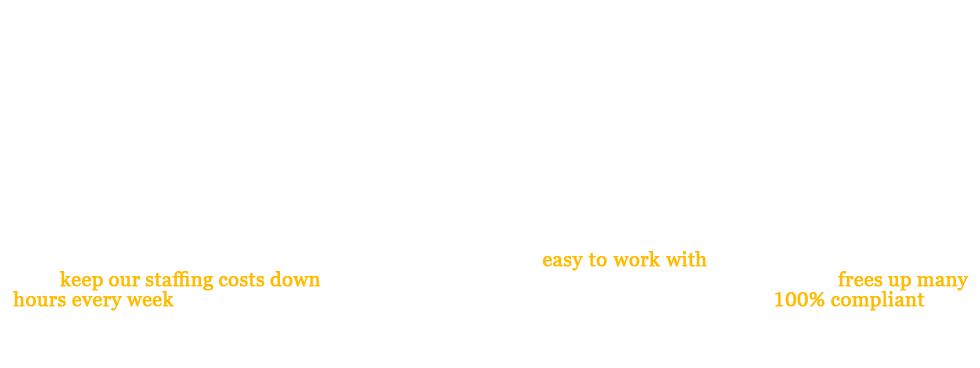 easy to work with
keep our staffing costs down frees up many
hours every week 100% compliant